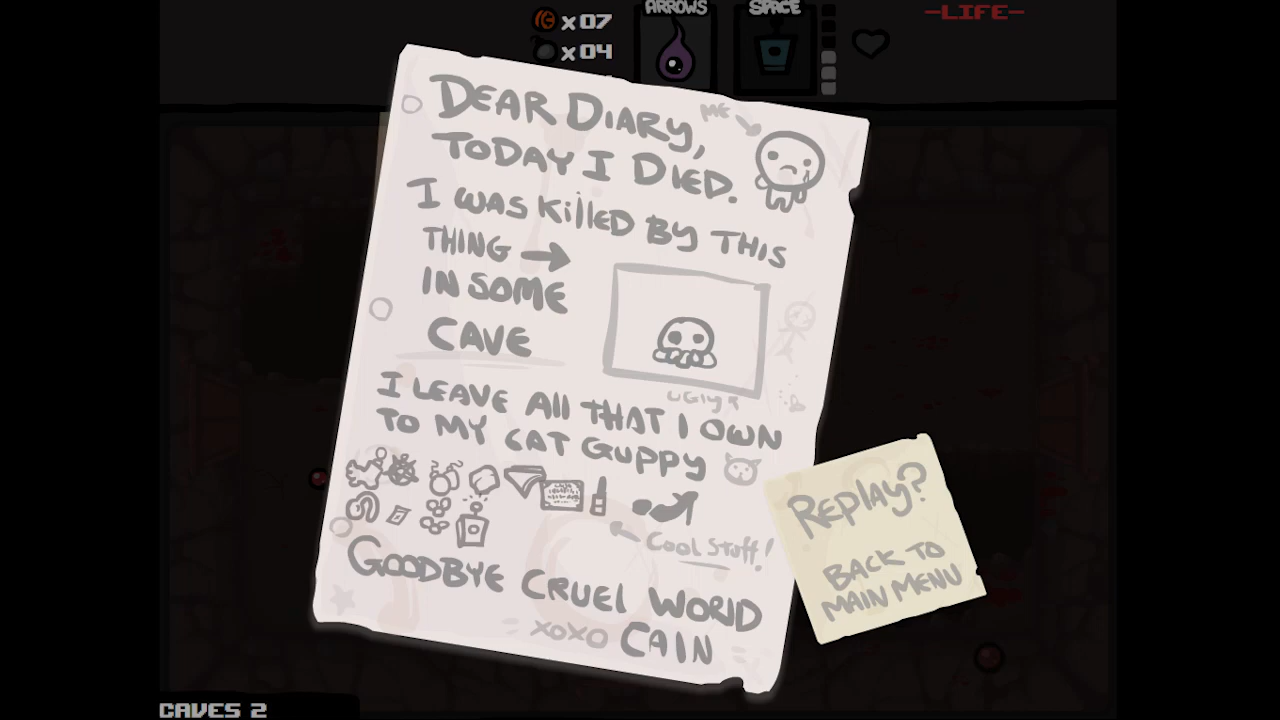 ARROWS
SPACE
-LIFE-
x07
x04
DEAR DIARY,
ME
TODAY I DIED.
I WAS KillED BY THIS
THING →
IN SOME
CAVE
UGLY
I LEAVE All THAT I OWN
TO MY CAT GUPPY
COOL STUFF!
GOODBYE CRUEL WORLD
XOXO CAIN
REPLAY?
BACK TO
MAIN MENU
CAVES 2